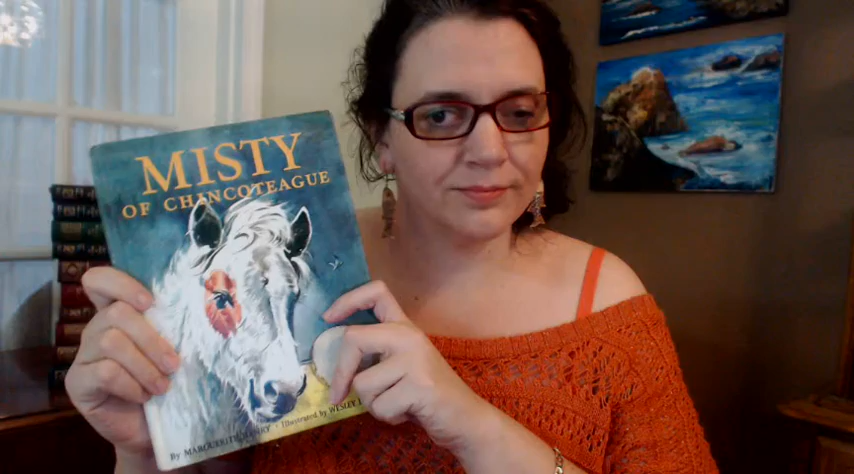 MISTY
OF CHINCOTEAGUE
By MARGUERITE HENRY · Illustrated by WESLEY